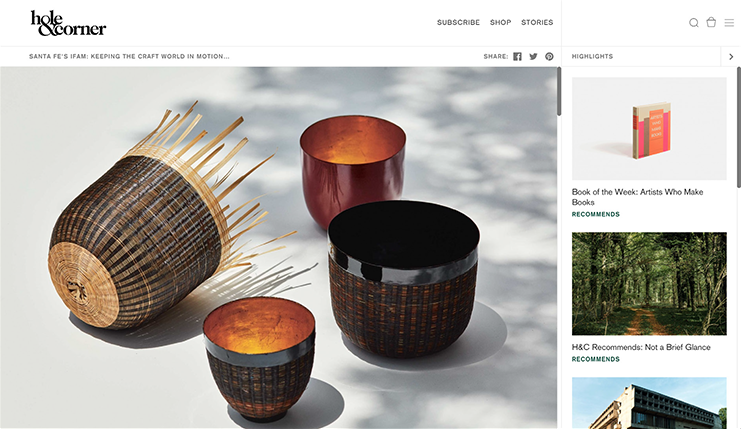 hole
&corner
SUBSCRIBE SHOP STORIES
SANTA FE'S IFAM: KEEPING THE CRAFT WORLD IN MOTION...
SHARE:
HIGHLIGHTS
Book of the Week: Artists Who Make
Books
RECOMMENDS
H&C Recommends: Not a Brief Glance
RECOMMENDS